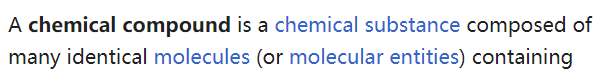 A chemical compound is a chemical substance composed of
many identical molecules (or molecular entities) containing